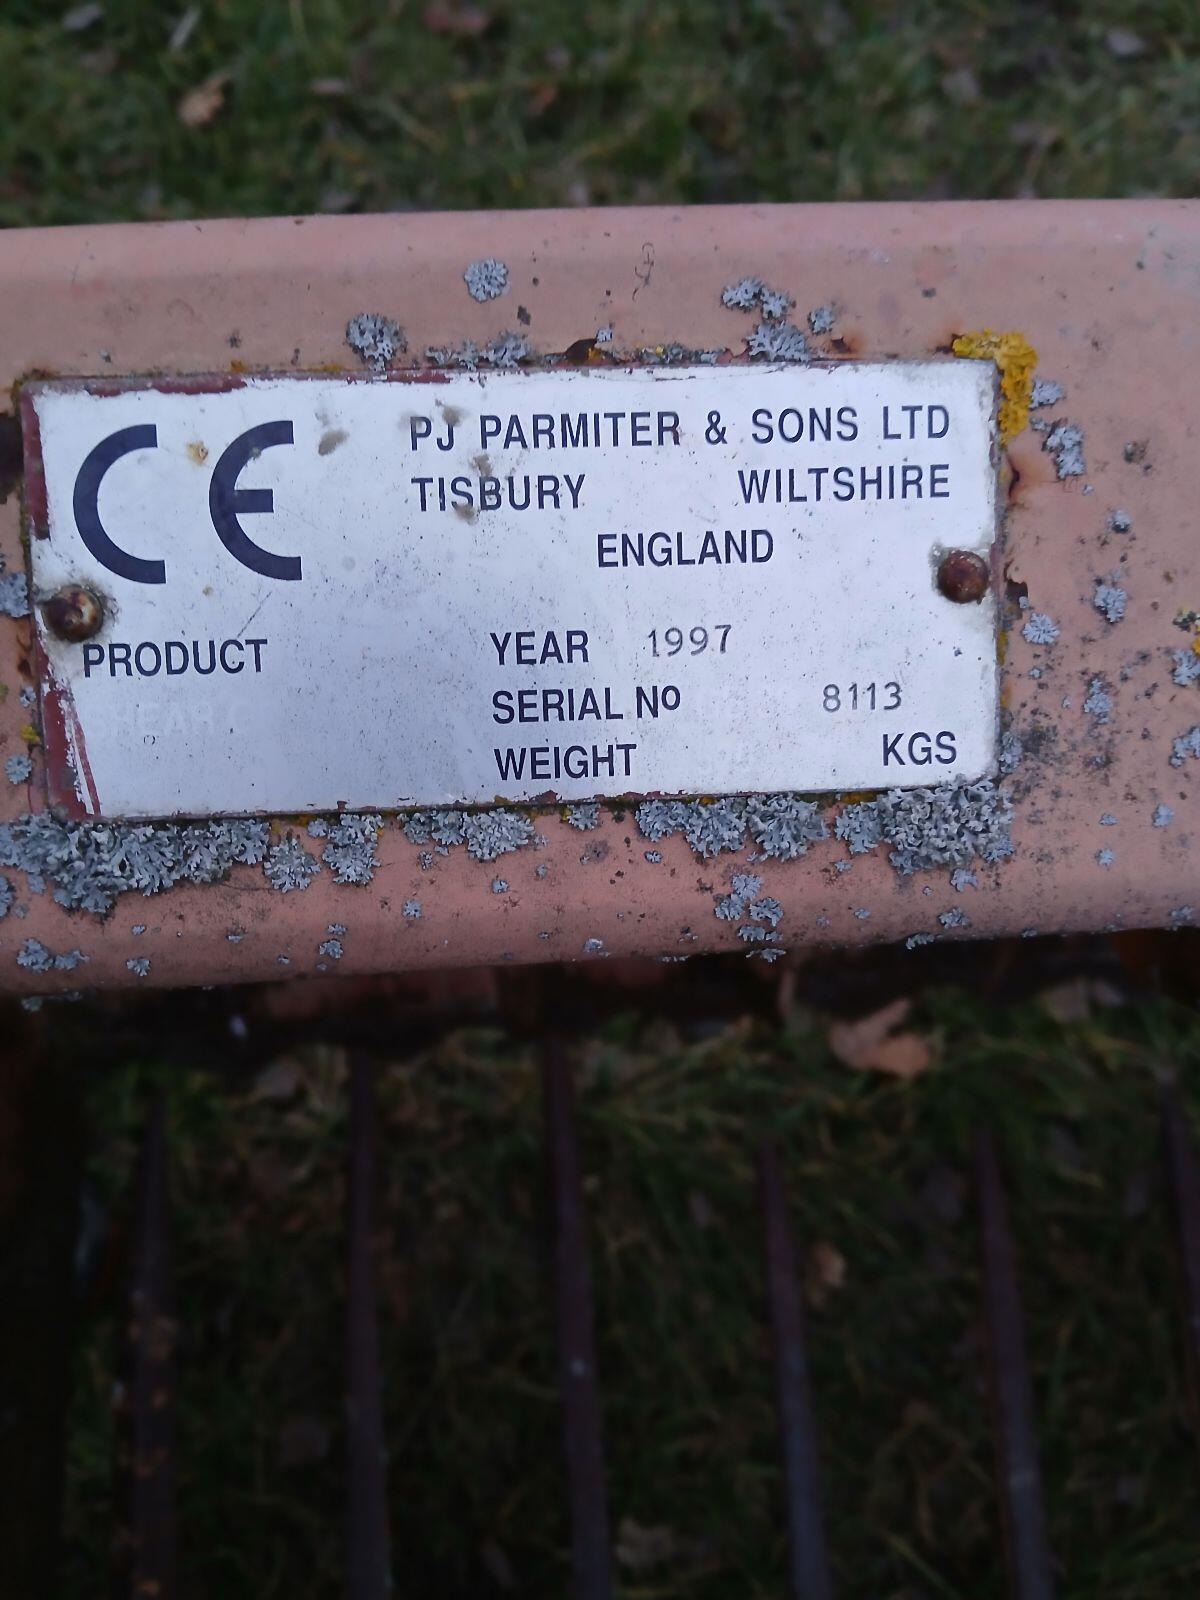 CE
PJ PARMITER & SONS LTD
TISBURY WILTSHIRE
ENGLAND
PRODUCT
YEAR 1997
SERIAL Nº 8113
WEIGHT KGS